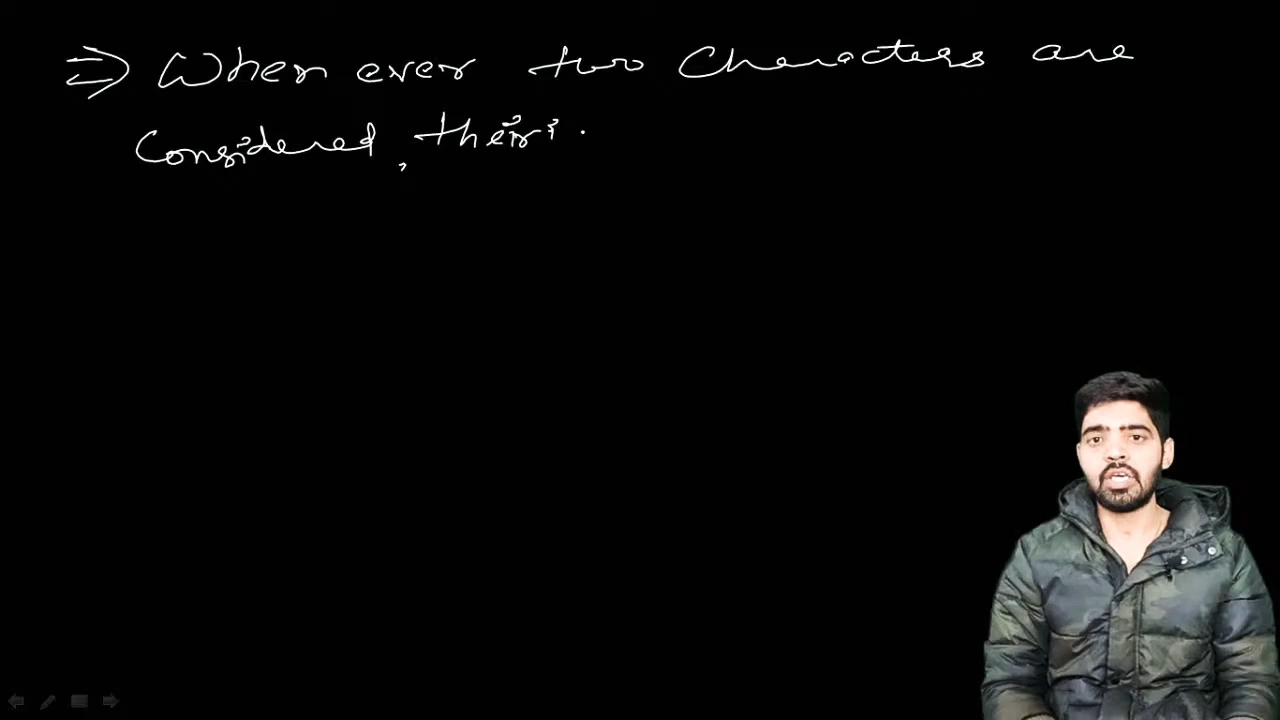 ⇒ When ever two Characters are
Considered, their i